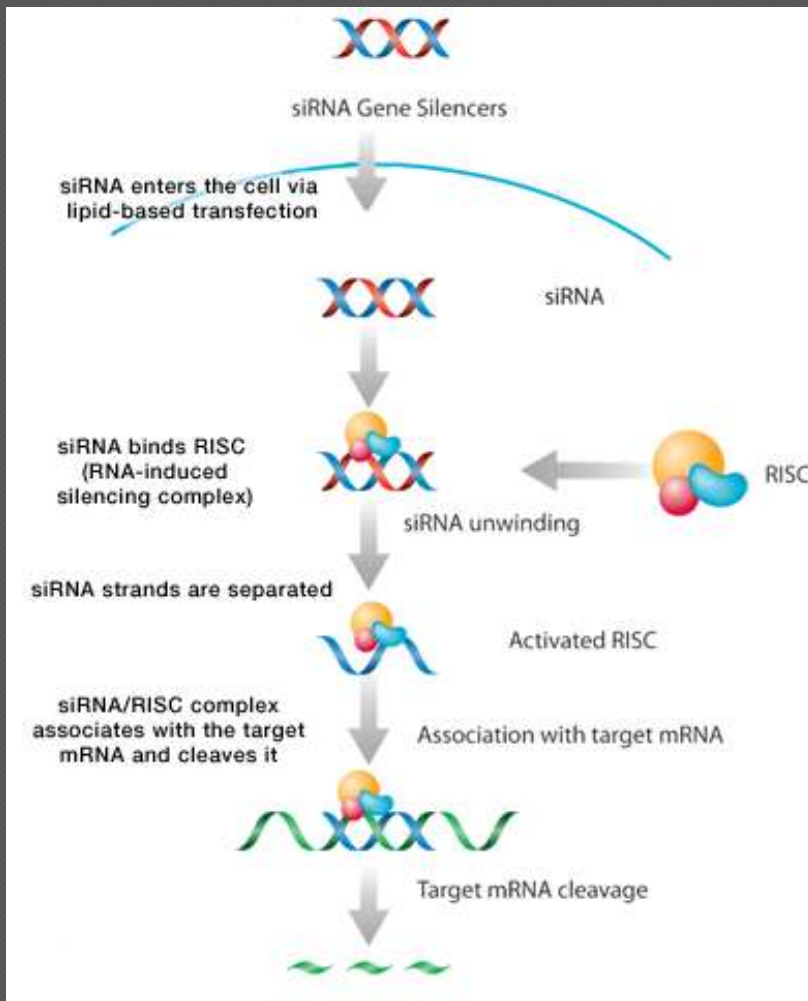 siRNA Gene Silencers
siRNA enters the cell via
lipid-based transfection
siRNA
siRNA binds RISC
(RNA-induced
silencing complex)
RISC
siRNA unwinding
siRNA strands are separated
Activated RISC
siRNA/RISC complex
associates with the target
mRNA and cleaves it
Association with target mRNA
Target mRNA cleavage